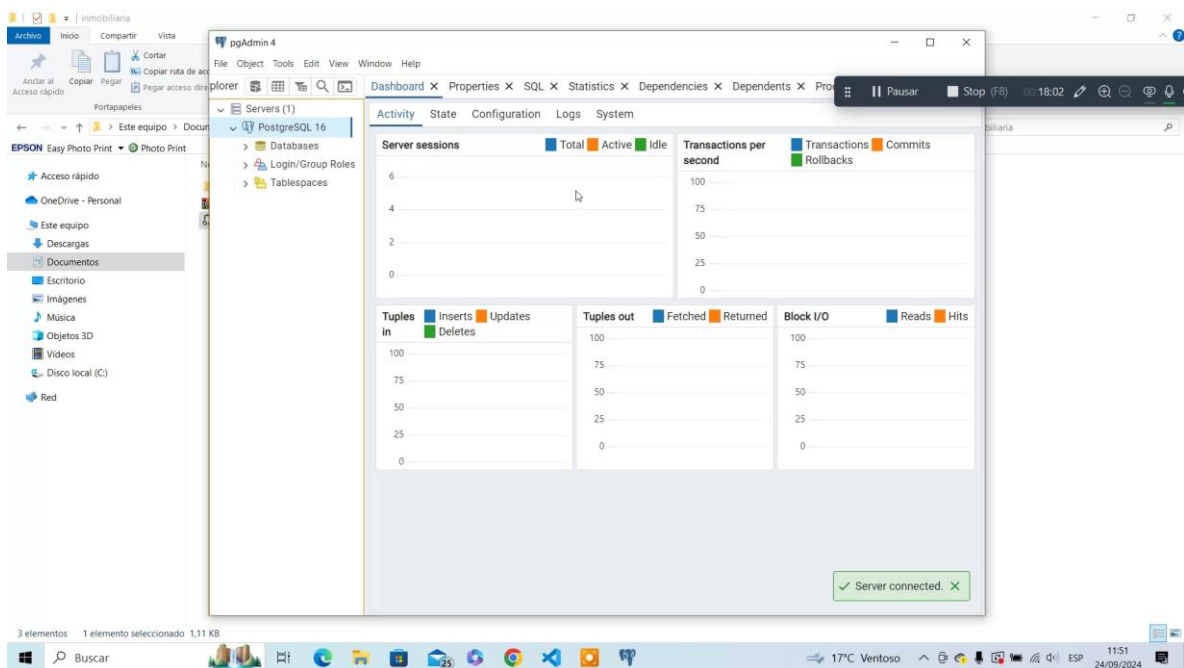 inmobiliaria
Archivo Inicio Compartir Vista
Anclar al Acceso rápido
Copiar
Pegar
Cortar
Copiar ruta de acc
Pegar acceso dire
Portapapeles
Este equipo > Docur
biliaria
EPSON Easy Photo Print Photo Print
Acceso rápido
OneDrive - Personal
Este equipo
Descargas
Documentos
Escritorio
Imágenes
Música
Objetos 3D
Vídeos
Disco local (C:)
Red
3 elementos 1 elemento seleccionado 1,11 KB
pgAdmin 4
File Object Tools Edit View Window Help
plorer
Servers (1)
PostgreSQL 16
Databases
Login/Group Roles
Tablespaces
Dashboard Properties SQL Statistics Dependencies Dependents Pro
Pausar Stop (F8) 00:18:02
Activity State Configuration Logs System
Server sessions Total Active Idle
6
4
2
0
Transactions per second
Transactions Commits
Rollbacks
100
75
50
25
0
Tuples in
Inserts Updates
Deletes
100
75
50
25
0
Tuples out Fetched Returned
100
75
50
25
0
Block I/O Reads Hits
100
75
50
25
0
Server connected.
Buscar
25
17°C Ventoso ESP
11:51
24/09/2024